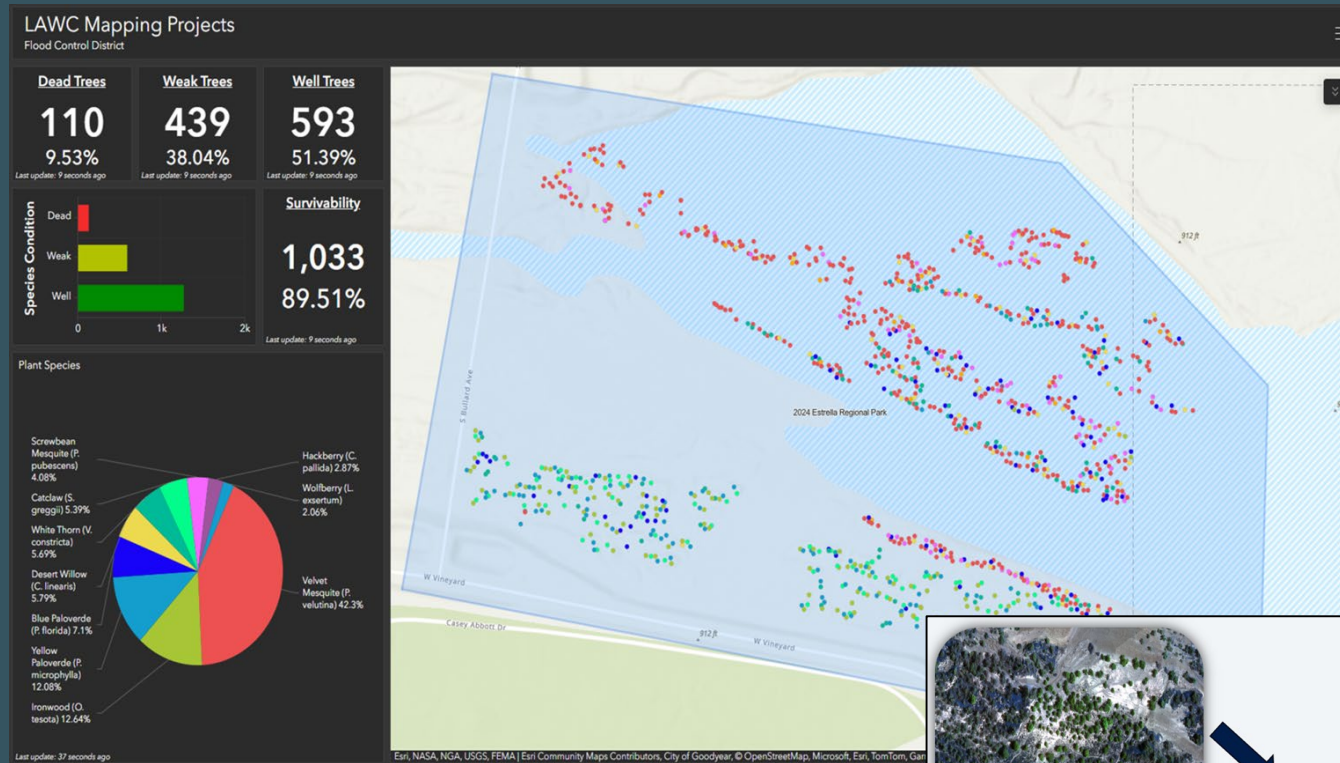 LAWC Mapping Projects
Flood Control District
Dead Trees
110
9.53%
Last update: 9 seconds ago
Weak Trees
439
38.04%
Last update: 9 seconds ago
Well Trees
593
51.39%
Last update: 9 seconds ago
Species Condition
Dead
Weak
Well
0
1k
2k
Survivability
1,033
89.51%
Last update: 9 seconds ago
Plant Species
Screwbean
Mesquite (P.
pubescens)
4.08%
Catclaw (S.
greggii) 5.39%
White Thorn (V.
constricta)
5.69%
Desert Willow
(C. linearis)
5.79%
Blue Paloverde
(P. florida) 7.1%
Yellow
Paloverde (P.
microphylla)
12.08%
Ironwood (O.
tesota) 12.64%
Hackberry (C.
pallida) 2.87%
Wolfberry (L.
exsertum)
2.06%
Velvet
Mesquite (P.
velutina) 42.3%
Last update: 37 seconds ago
912 ft
S Bullard Ave
2024 Estrella Regional Park
W Vineyard
Casey Abbott Dr
912 ft
W Vineyard
Esri, NASA, NGA, USGS, FEMA | Esri Community Maps Contributors, City of Goodyear, © OpenStreetMap, Microsoft, Esri, TomTom,